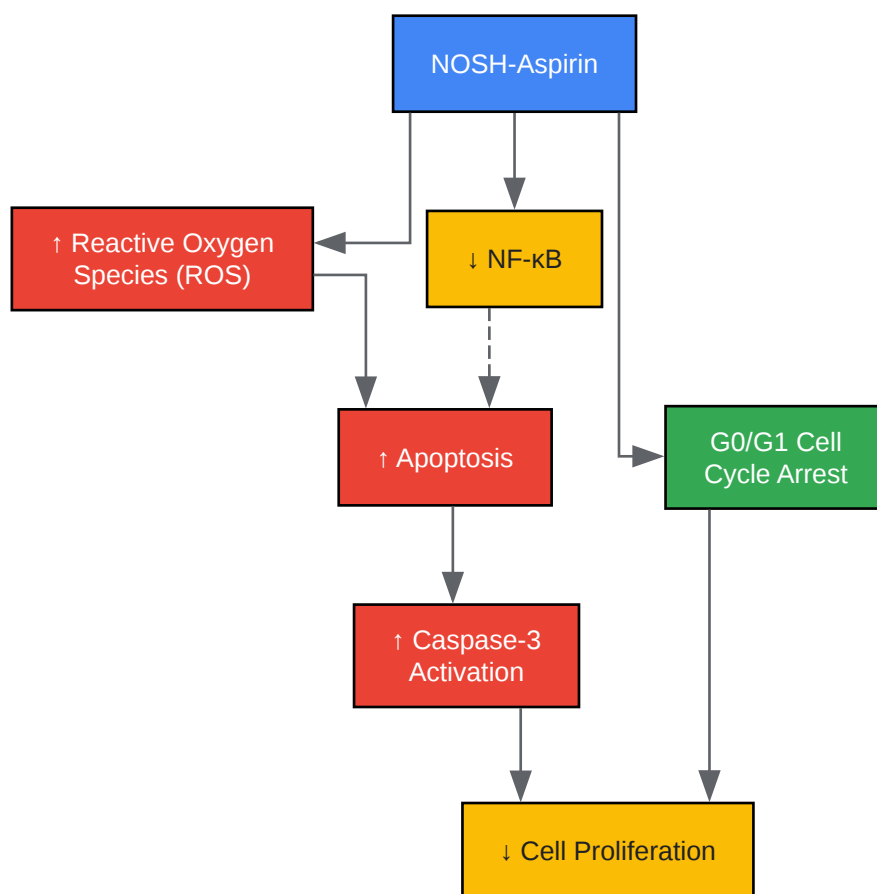 NOSH-Aspirin
↑ Reactive Oxygen
Species (ROS)
↓ NF-κB
↑ Apoptosis
G0/G1 Cell
Cycle Arrest
↑ Caspase-3
Activation
↓ Cell Proliferation